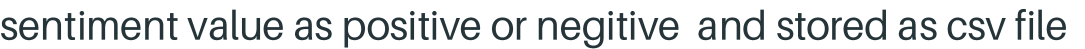 sentiment value as positive or negitive  and stored as csv file